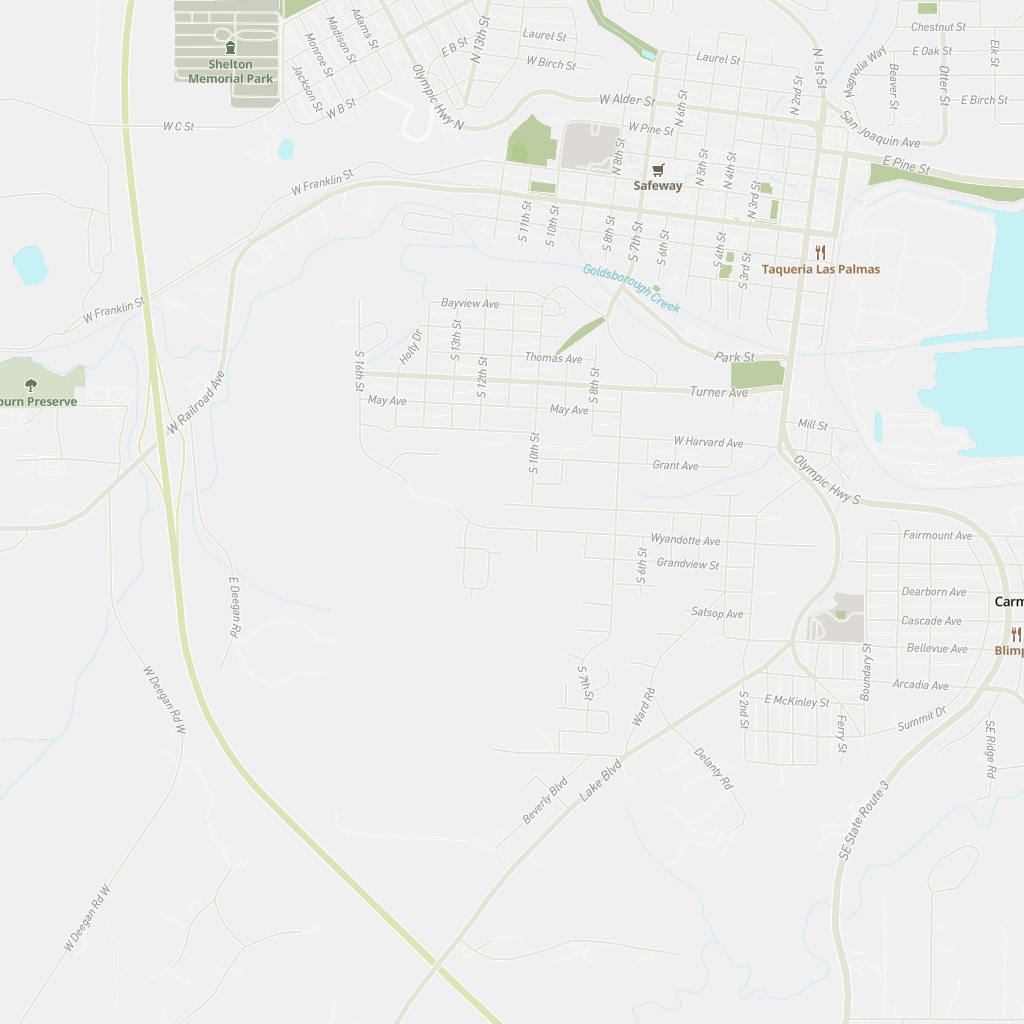 Laurel St
W Birch St
N 13th St
E B St
Adams St
Madison St
Monroe St
Jackson St
W B St
Olympic Hwy N
Shelton
Memorial Park
W C St
Laurel St
N 1st St
N 2nd St
Magnolia Way
Beaver St
Chestnut St
E Oak St
Otter St
Elk St
E Birch St
San Joaquin Ave
E Pine St
W Alder St
W Pine St
N 6th St
N 8th St
N 5th St
N 4th St
N 3rd St
Safeway
W Franklin St
S 11th St
S 10th St
S 8th St
S 7th St
S 6th St
S 4th St
S 3rd St
Taqueria Las Palmas
Goldsborough Creek
W Franklin St
Bayview Ave
Holly Dr
S 13th St
S 12th St
S 16th St
Thomas Ave
Park St
S 8th St
Turner Ave
May Ave
May Ave
burn Preserve
W Railroad Ave
Mill St
W Harvard Ave
S 10th St
Grant Ave
Olympic Hwy S
Wyandotte Ave
Grandview St
S 6th St
Fairmount Ave
Dearborn Ave
Carm
Cascade Ave
Bellevue Ave
Blimp
Satsop Ave
E Deegan Rd
W Deegan Rd W
S 7th St
Ward Rd
S 2nd St
E McKinley St
Boundary St
Arcadia Ave
Ferry St
Summit Dr
SE Ridge Rd
Delanty Rd
Lake Blvd
Beverly Blvd
SE State Route 3
W Deegan Rd W